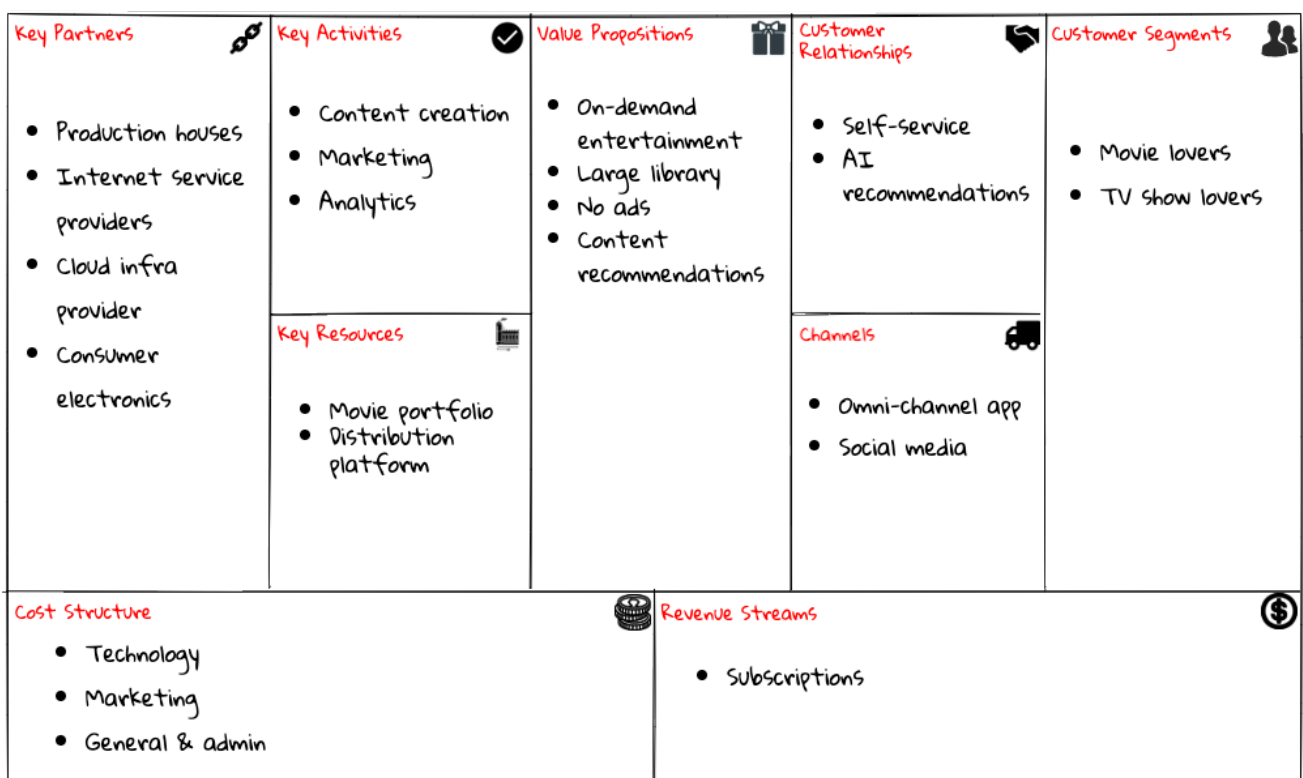 Key Partners
• Production houses
• Internet service
providers
• Cloud infra
provider
• Consumer
electronics
Key Activities
• Content creation
• Marketing
• Analytics
Key Resources
• Movie portfolio
• Distribution
platform
Value Propositions
• On-demand
entertainment
• Large library
• No ads
• Content
recommendations
Customer
Relationships
• Self-service
• AI
recommendations
Channels
• Omni-channel app
• Social media
Customer Segments
• Movie lovers
• TV show lovers
Cost Structure
• Technology
• Marketing
• General & admin
Revenue Streams
• Subscriptions